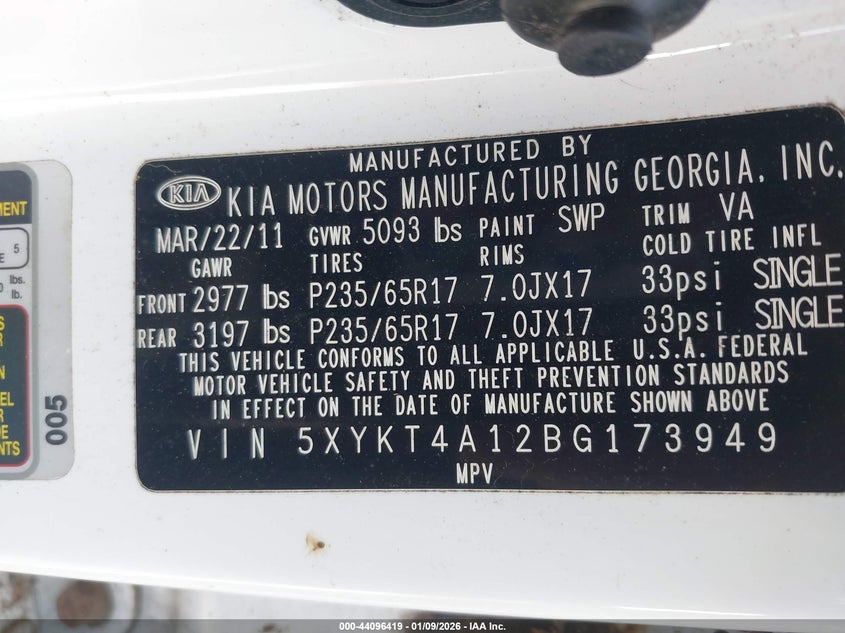 MANUFACTURED BY
KIA KIA MOTORS MANUFACTURING GEORGIA, INC.
MAR/22/11 GVWR 5093 lbs PAINT SWP TRIM VA
GAWR TIRES RIMS COLD TIRE INFL
FRONT 2977 lbs P235/65R17 7.0JX17 33psi SINGLE
REAR 3197 lbs P235/65R17 7.0JX17 33psi SINGLE
THIS VEHICLE CONFORMS TO ALL APPLICABLE U.S.A. FEDERAL
MOTOR VEHICLE SAFETY AND THEFT PREVENTION STANDARDS
IN EFFECT ON THE DATE OF MANUFACTURE SHOWN ABOVE
VIN 5XYKT4A12BG173949
MPV
5
lbs.
lb.
005
000-44096419 - 01/09/2026 - IAA Inc.